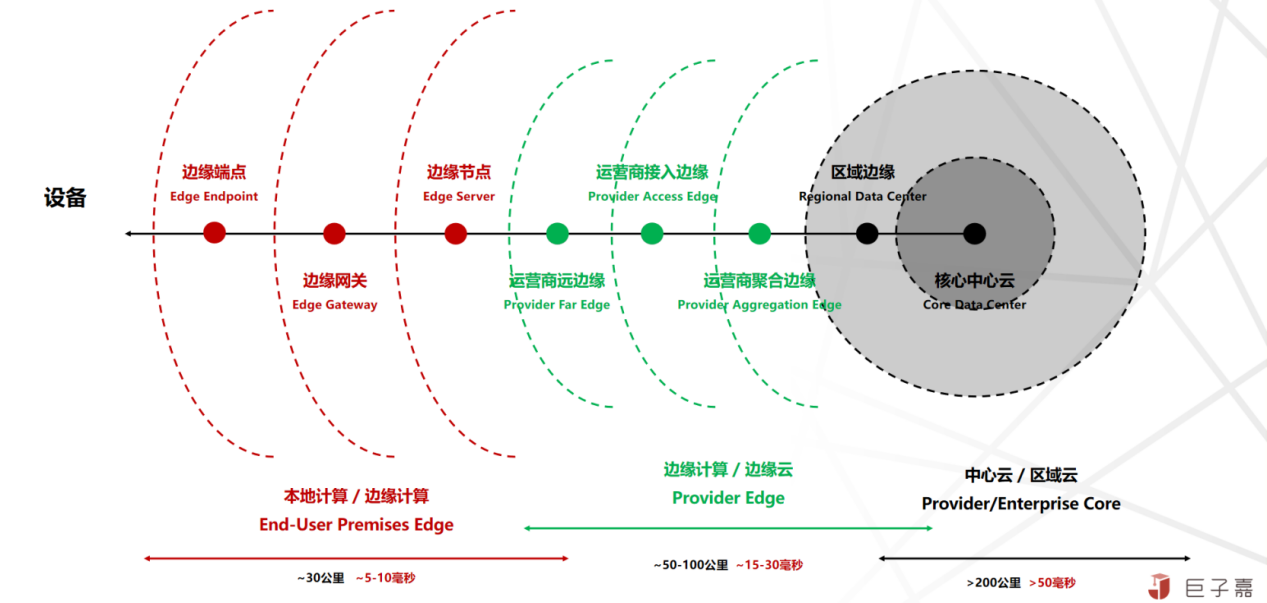 设备
边缘端点
Edge Endpoint
边缘网关
Edge Gateway
边缘节点
Edge Server
运营商远边缘
Provider Far Edge
运营商接入边缘
Provider Access Edge
运营商聚合边缘
Provider Aggregation Edge
区域边缘
Regional Data Center
核心中心云
Core Data Center
本地计算 / 边缘计算
End-User Premises Edge
~30公里 ~5-10毫秒
边缘计算 / 边缘云
Provider Edge
~50-100公里 ~15-30毫秒
中心云 / 区域云
Provider/Enterprise Core
>200公里 >50毫秒
巨子嘉